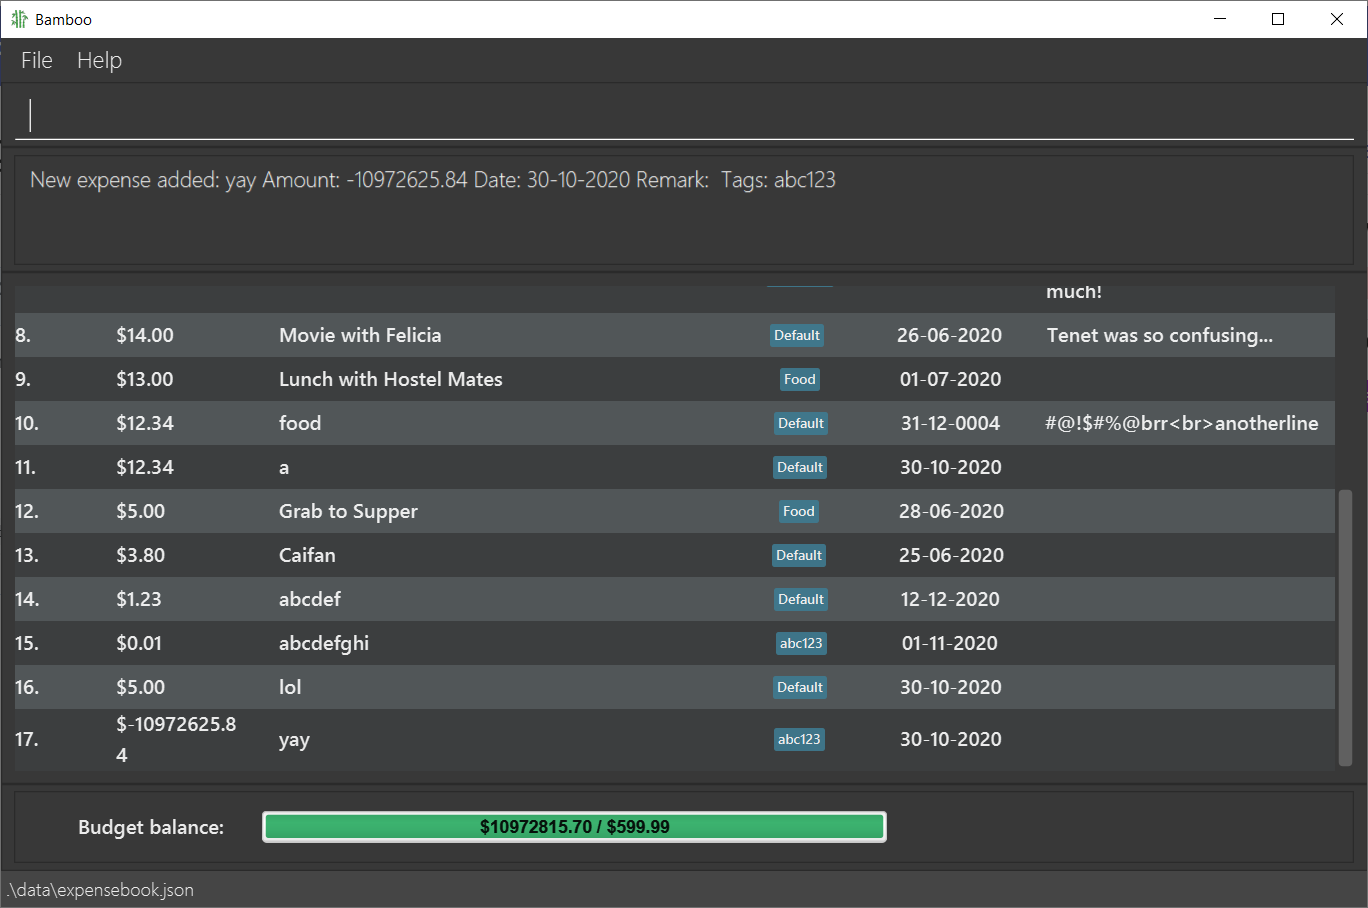 Bamboo
File Help
New expense added: yay Amount: -10972625.84 Date: 30-10-2020 Remark:  Tags: abc123
much!
8. $14.00 Movie with Felicia Default 26-06-2020 Tenet was so confusing...
9. $13.00 Lunch with Hostel Mates Food 01-07-2020
10. $12.34 food Default 31-12-0004 #@!$#%@brr<br>anotherline
11. $12.34 a Default 30-10-2020
12. $5.00 Grab to Supper Food 28-06-2020
13. $3.80 Caifan Default 25-06-2020
14. $1.23 abcdef Default 12-12-2020
15. $0.01 abcdefghi abc123 01-11-2020
16. $5.00 lol Default 30-10-2020
17. $-10972625.8 yay abc123 30-10-2020
4
Budget balance: $10972815.70 / $599.99
.\data\expensebook.json